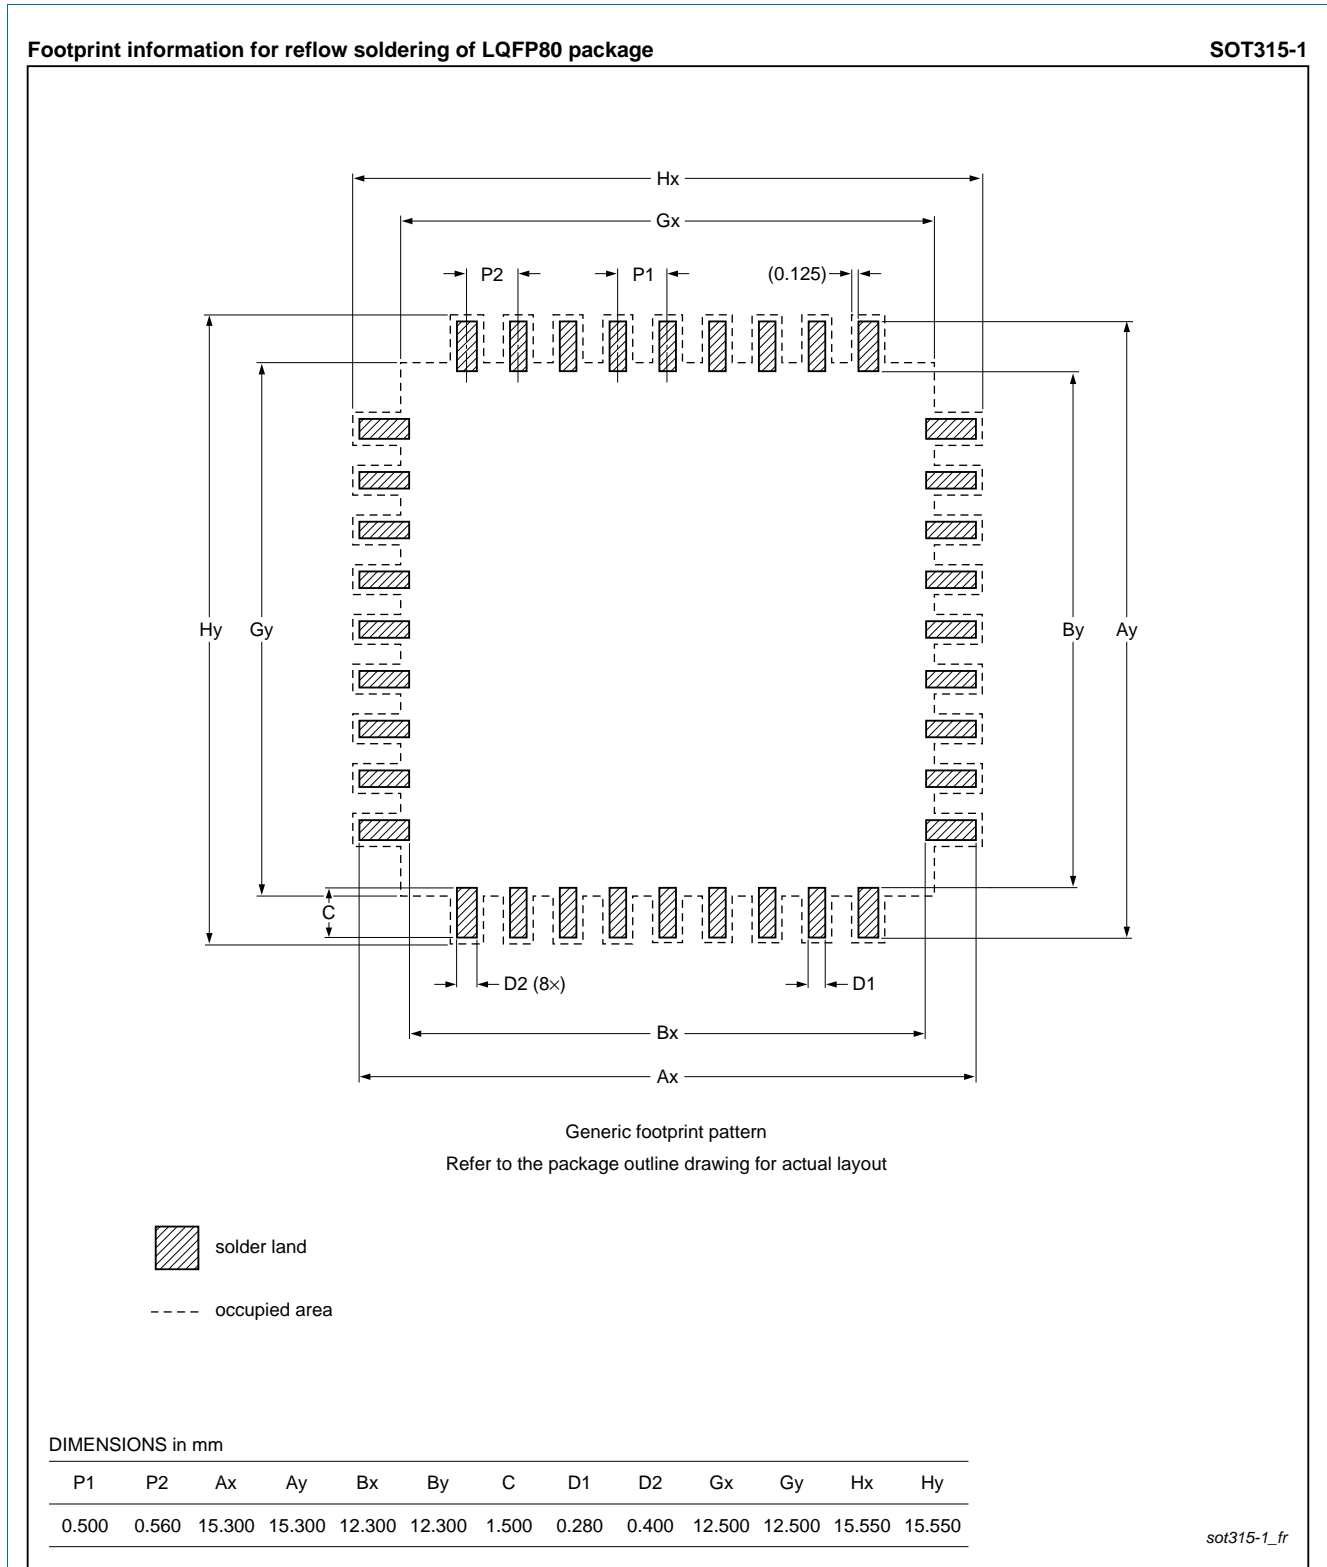 Footprint information for reflow soldering of LQFP80 package SOT315-1
Hx
Gx
P2 P1 (0.125)
Hy Gy By Ay
C
D2 (8×) D1
Bx
Ax
Generic footprint pattern
Refer to the package outline drawing for actual layout
solder land
occupied area
DIMENSIONS in mm
P1 P2 Ax Ay Bx By C D1 D2 Gx Gy Hx Hy
0.500 0.560 15.300 15.300 12.300 12.300 1.500 0.280 0.400 12.500 12.500 15.550 15.550
sot315-1_fr